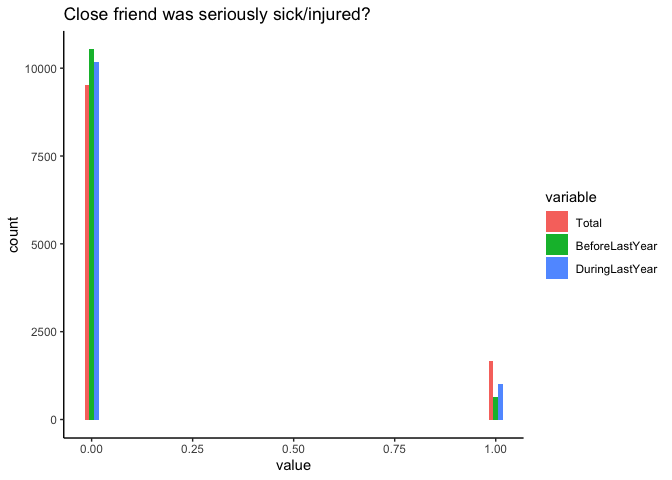 Close friend was seriously sick/injured?
10000
7500
5000
2500
0
count
0.00 0.25 0.50 0.75 1.00
value
variable
Total
BeforeLastYear
DuringLastYear